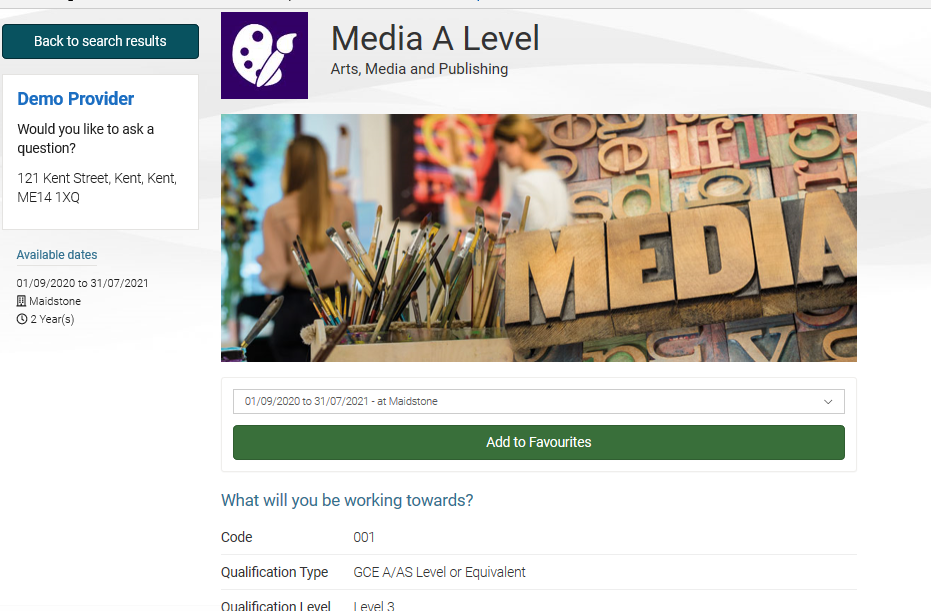 Back to search results
Media A Level
Arts, Media and Publishing
Demo Provider
Would you like to ask a
question?
121 Kent Street, Kent, Kent,
ME14 1XQ
Available dates
01/09/2020 to 31/07/2021
Maidstone
2 Year(s)
MEDIA
01/09/2020 to 31/07/2021 - at Maidstone
Add to Favourites
What will you be working towards?
Code 001
Qualification Type GCE A/AS Level or Equivalent
Qualification Level Level 3